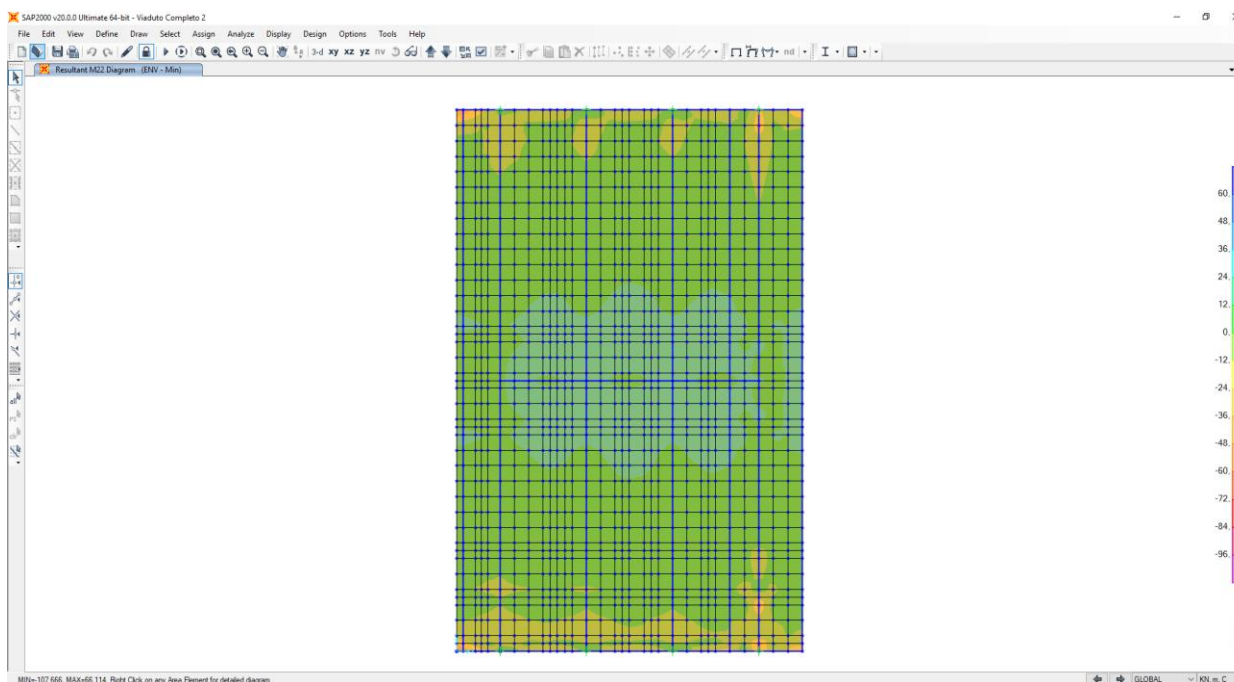 SAP2000 v20.0.0 Ultimate 64-bit - Viaduto Completo 2
File Edit View Define Draw Select Assign Analyze Display Design Options Tools Help
3-d xy xz yz nv nd
Resultant M22 Diagram (ENV - Min)
60.
48.
36.
24.
12.
0.
-12.
-24.
-36.
-48.
-60.
-72.
-84.
-96.
MIN=-107.666, MAX=66.114 Right Click on any Area Element for detailed diagram
GLOBAL KN, m, C